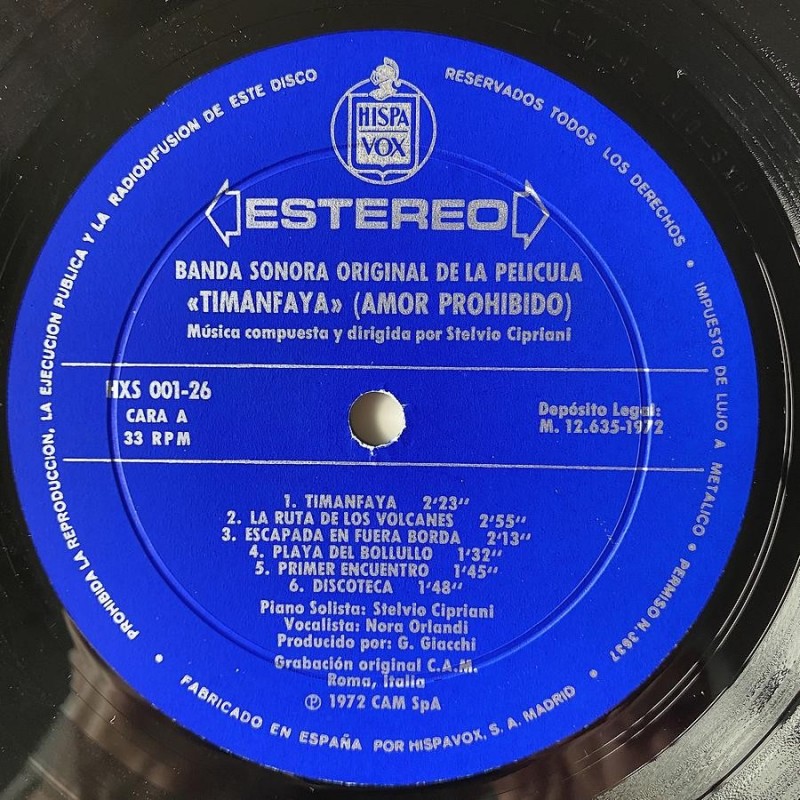 HISPA
VOX
ESTEREO
BANDA SONORA ORIGINAL DE LA PELICULA
«TIMANFAYA» (AMOR PROHIBIDO)
Música compuesta y dirigida por Stelvio Cipriani
HXS 001-26
CARA A
33 RPM
Depósito Legal:
M. 12.635-1972
1. TIMANFAYA 2'23''
2. LA RUTA DE LOS VOLCANES 2'55''
3. ESCAPADA EN FUERA BORDA 2'13''
4. PLAYA DEL BOLLULLO 1'32''
5. PRIMER ENCUENTRO 1'45''
6. DISCOTECA 1'48''
Piano Solista: Stelvio Cipriani
Vocalista: Nora Orlandi
Producido por: G. Giacchi
Grabación original C.A.M.
Roma, Italia
Ⓟ 1972 CAM SpA
PROHIBIDA LA REPRODUCCION, LA EJECUCION PUBLICA Y LA RADIODIFUSION DE ESTE DISCO
RESERVADOS TODOS LOS DERECHOS • IMPUESTO DE LUJO A METALICO • PERMISO N. 3637
• FABRICADO EN ESPAÑA POR HISPAVOX, S. A. MADRID •